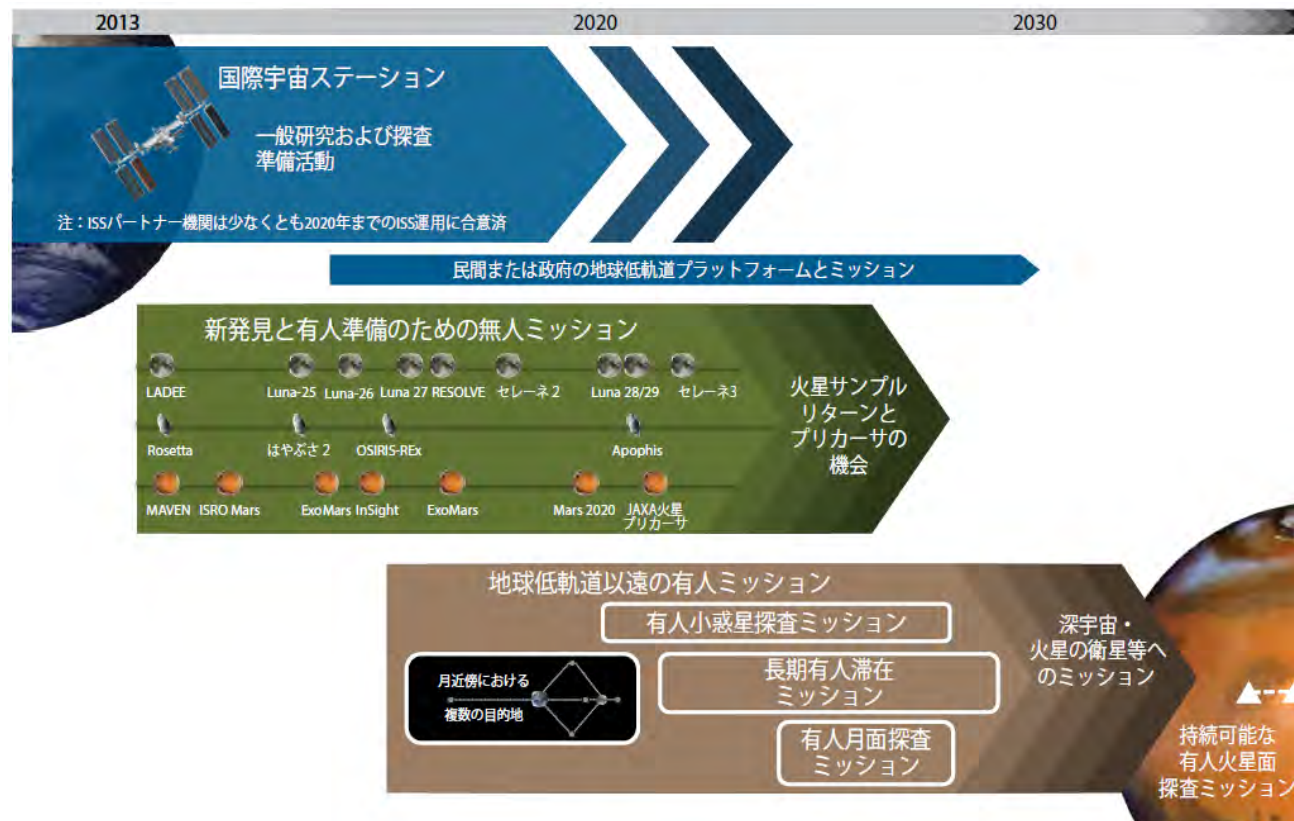 2013 2020 2030
国際宇宙ステーション
一般研究および探査
準備活動
注：ISSパートナー機関は少なくとも2020年までのISS運用に合意済
民間または政府の地球低軌道プラットフォームとミッション
新発見と有人準備のための無人ミッション
LADEE Luna-25 Luna-26 Luna 27 RESOLVE セレーネ2 Luna 28/29 セレーネ3
Rosetta はやぶさ2 OSIRIS-REx Apophis
MAVEN ISRO Mars ExoMars InSight ExoMars Mars 2020 JAXA火星
プリカーサ
火星サンプル
リターンと
プリカーサの
機会
地球低軌道以遠の有人ミッション
有人小惑星探査ミッション
月近傍における
複数の目的地
長期有人滞在
ミッション
有人月面探査
ミッション
深宇宙・
火星の衛星等へ
のミッション
持続可能な
有人火星面
探査ミッション